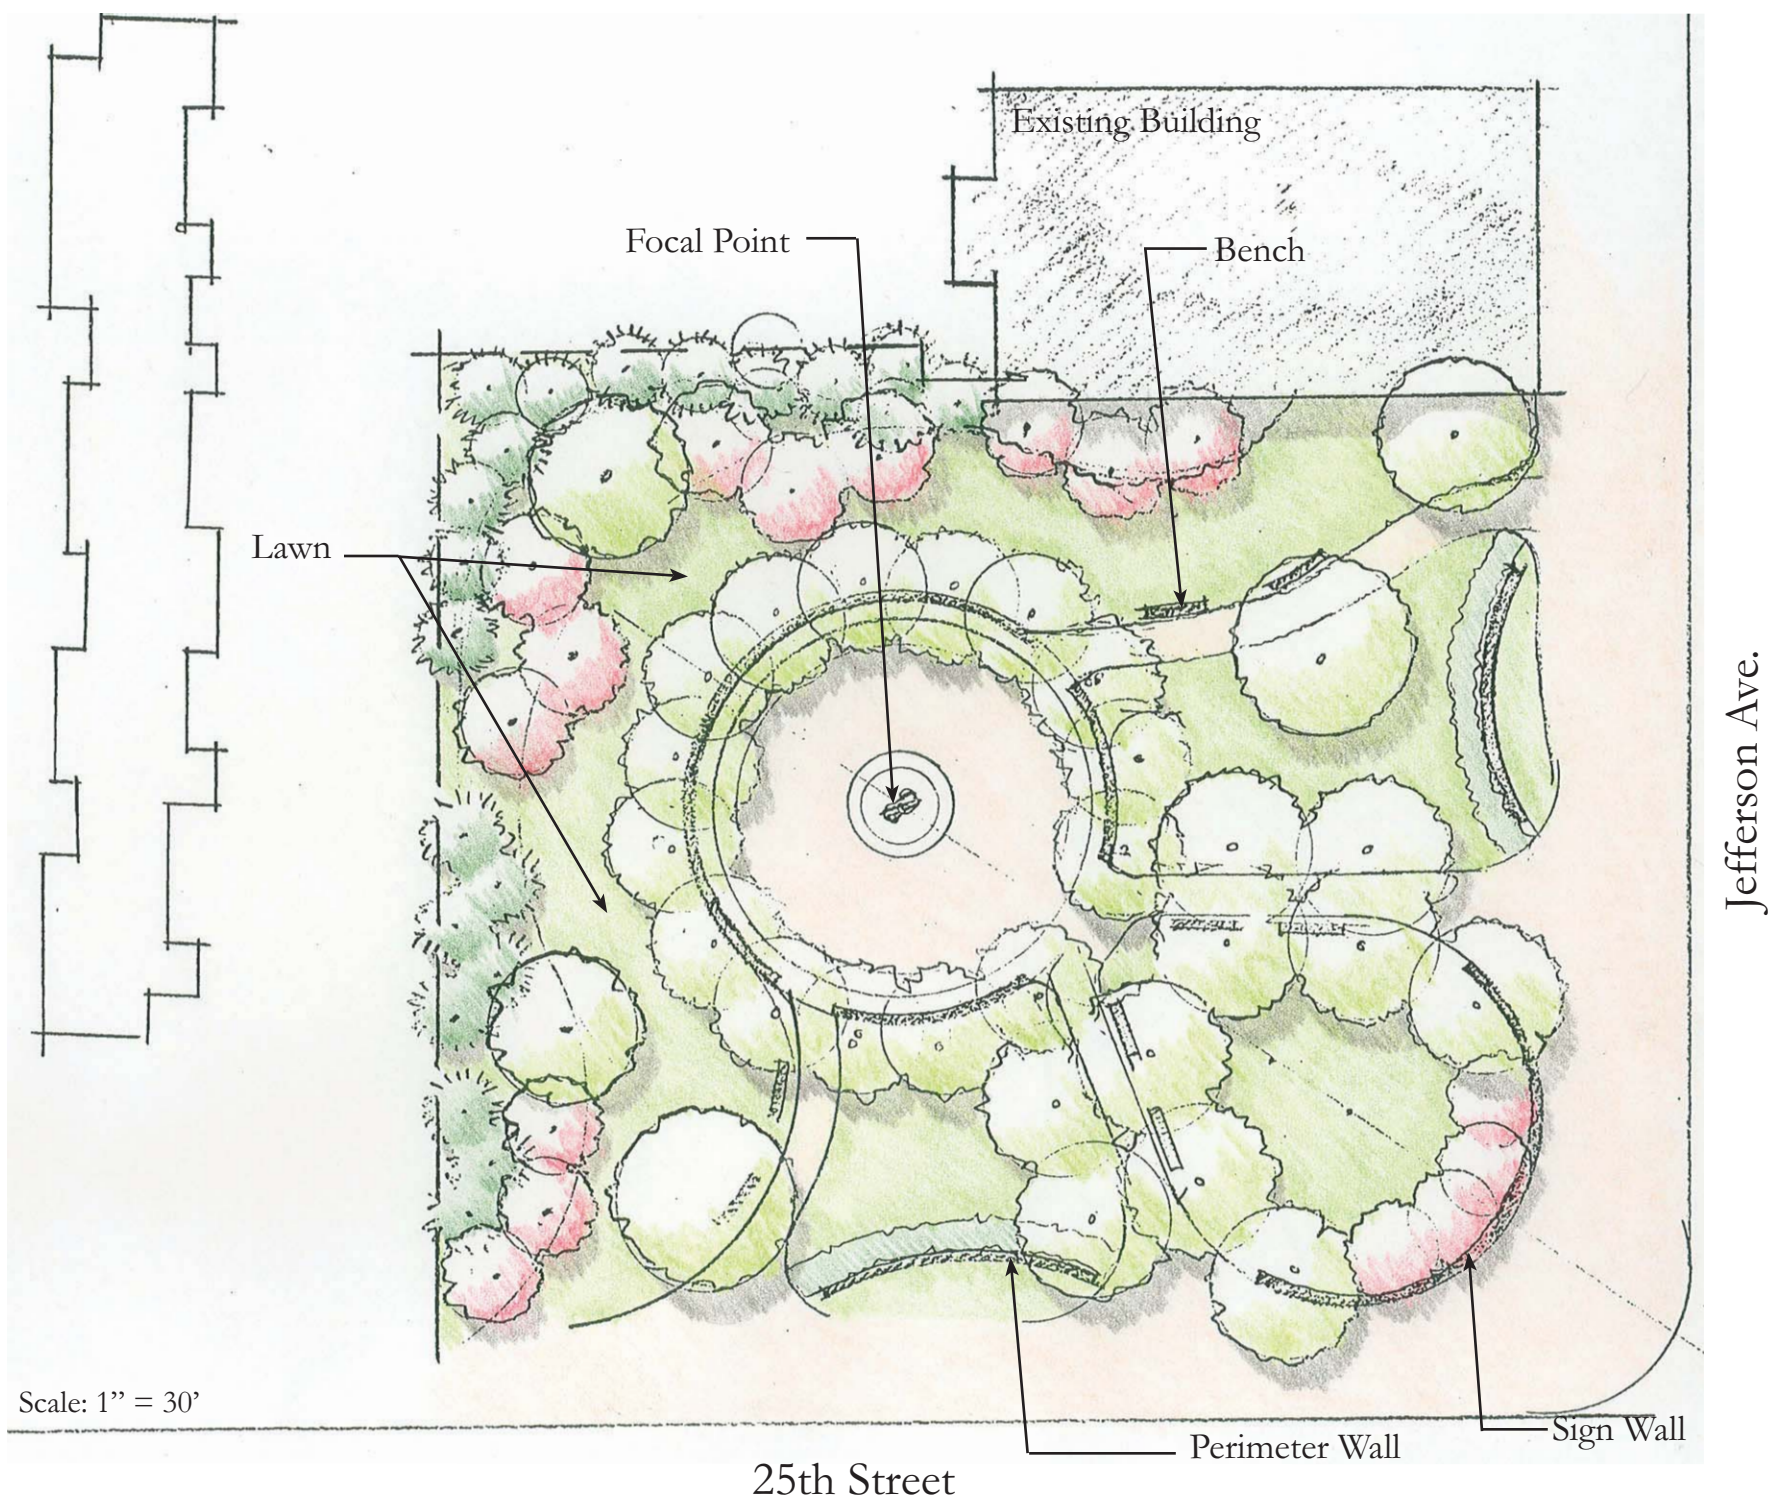 Existing Building
Focal Point
Bench
Lawn
Jefferson Ave.
Scale: 1” = 30’
Sign Wall
Perimeter Wall
25th Street